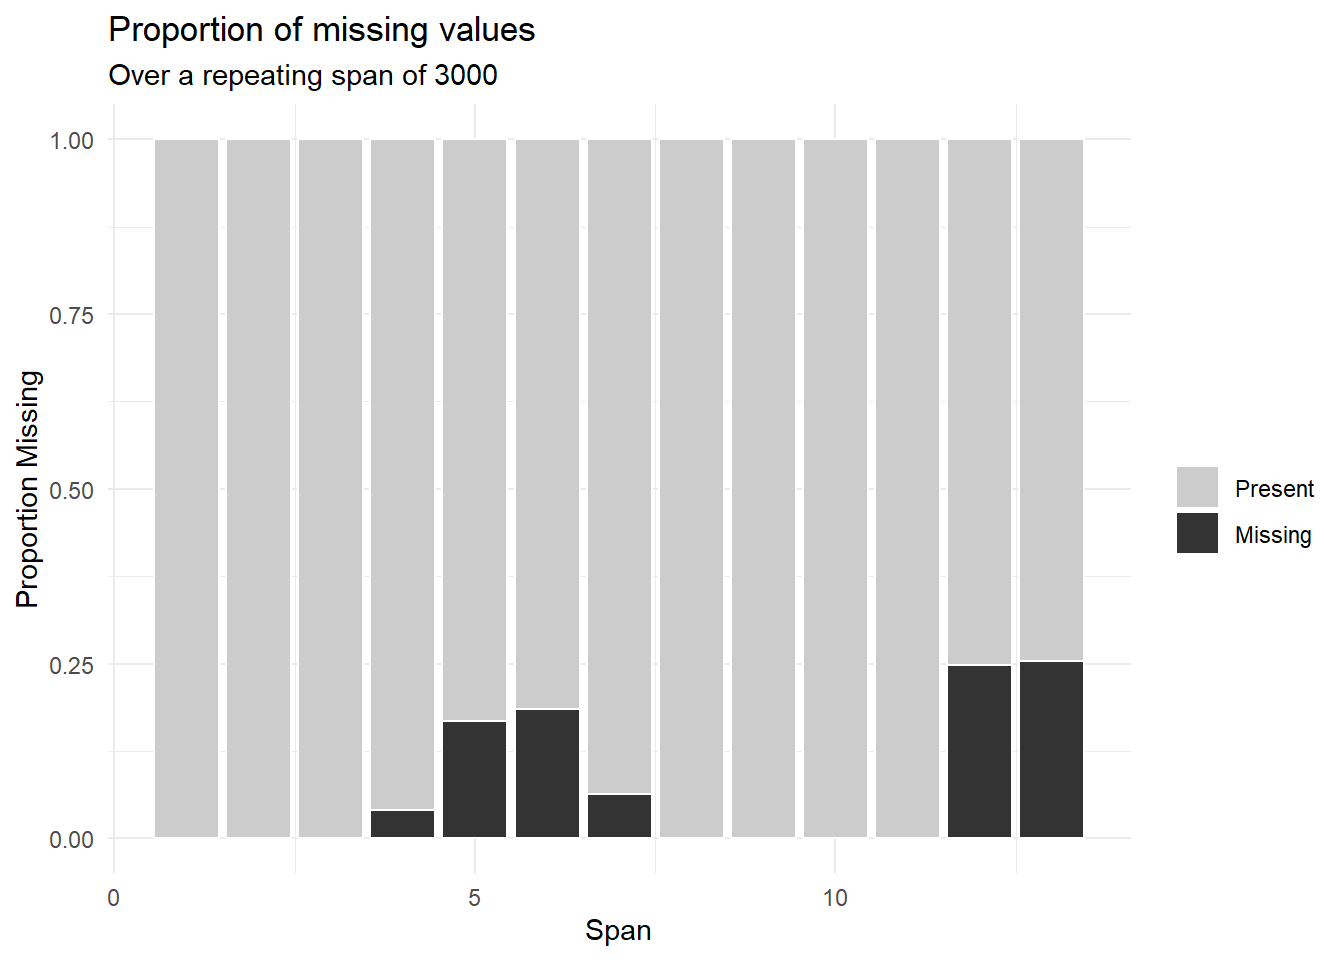 Proportion of missing values
Over a repeating span of 3000
Proportion Missing
1.00
0.75
0.50
0.25
0.00
0
5
10
Span
Present
Missing